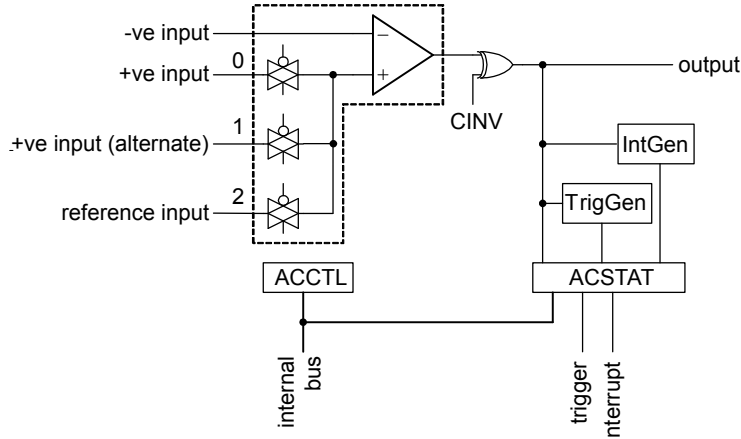 -ve input
0
+ve input
−
+
output
CINV
1
+ve input (alternate)
IntGen
2
reference input
TrigGen
ACCTL
ACSTAT
internal
bus
trigger
nterrupt